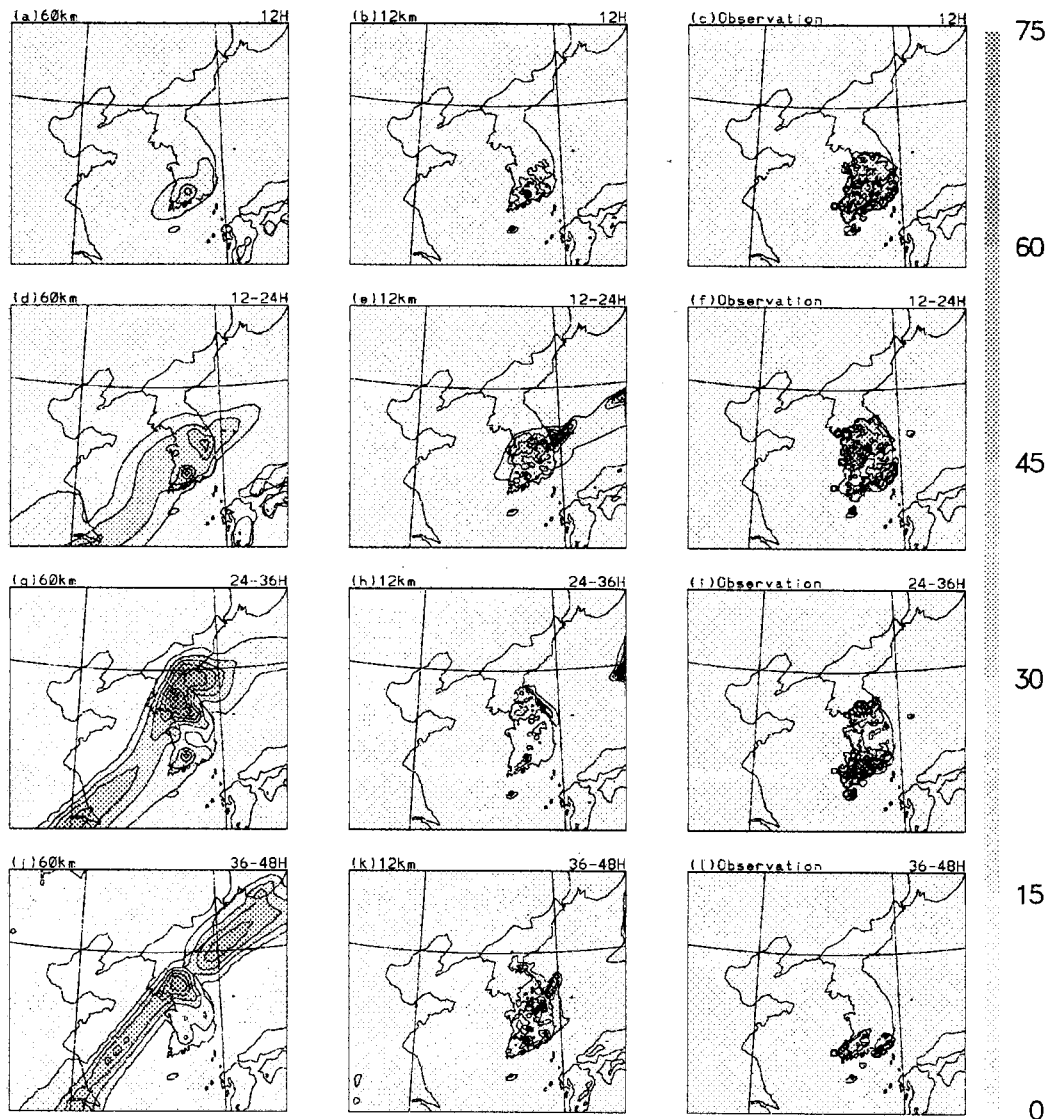 (a)60km 12H
(b)12km 12H
(c)Observation 12H
(d)60km 12-24H
(e)12km 12-24H
(f)Observation 12-24H
(g)60km 24-36H
(h)12km 24-36H
(i)Observation 24-36H
(j)60km 36-48H
(k)12km 36-48H
(l)Observation 36-48H
75
60
45
30
15
0